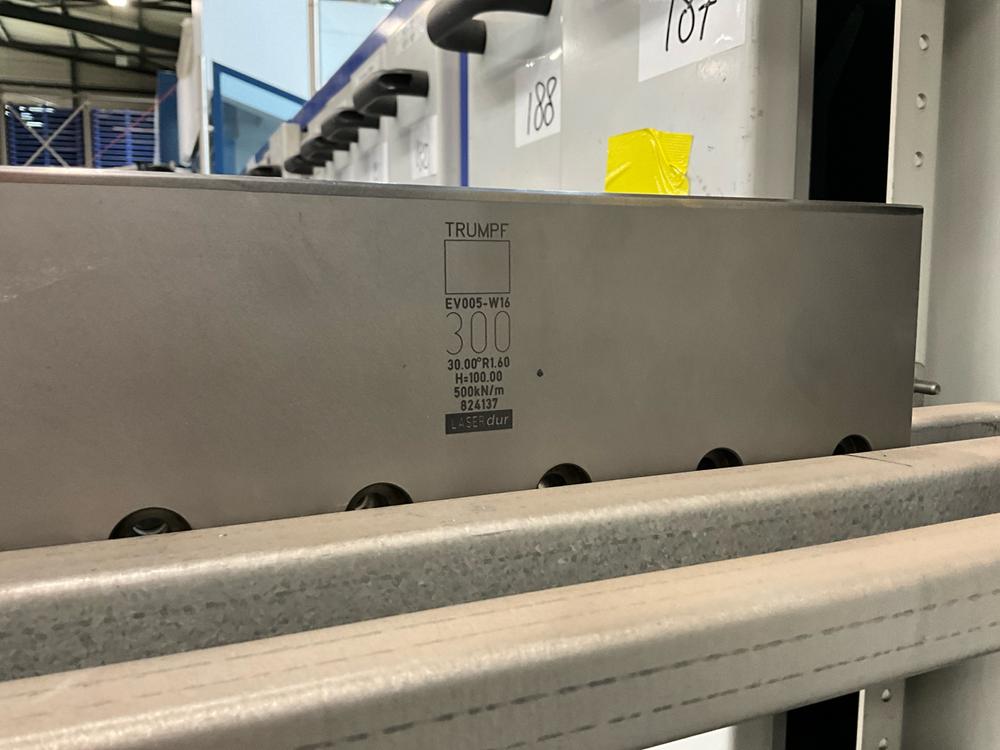 187
188
TRUMPF
EV005-W16
300
30.00°R1.60
H=100.00
500kN/m
824137
LASERdur